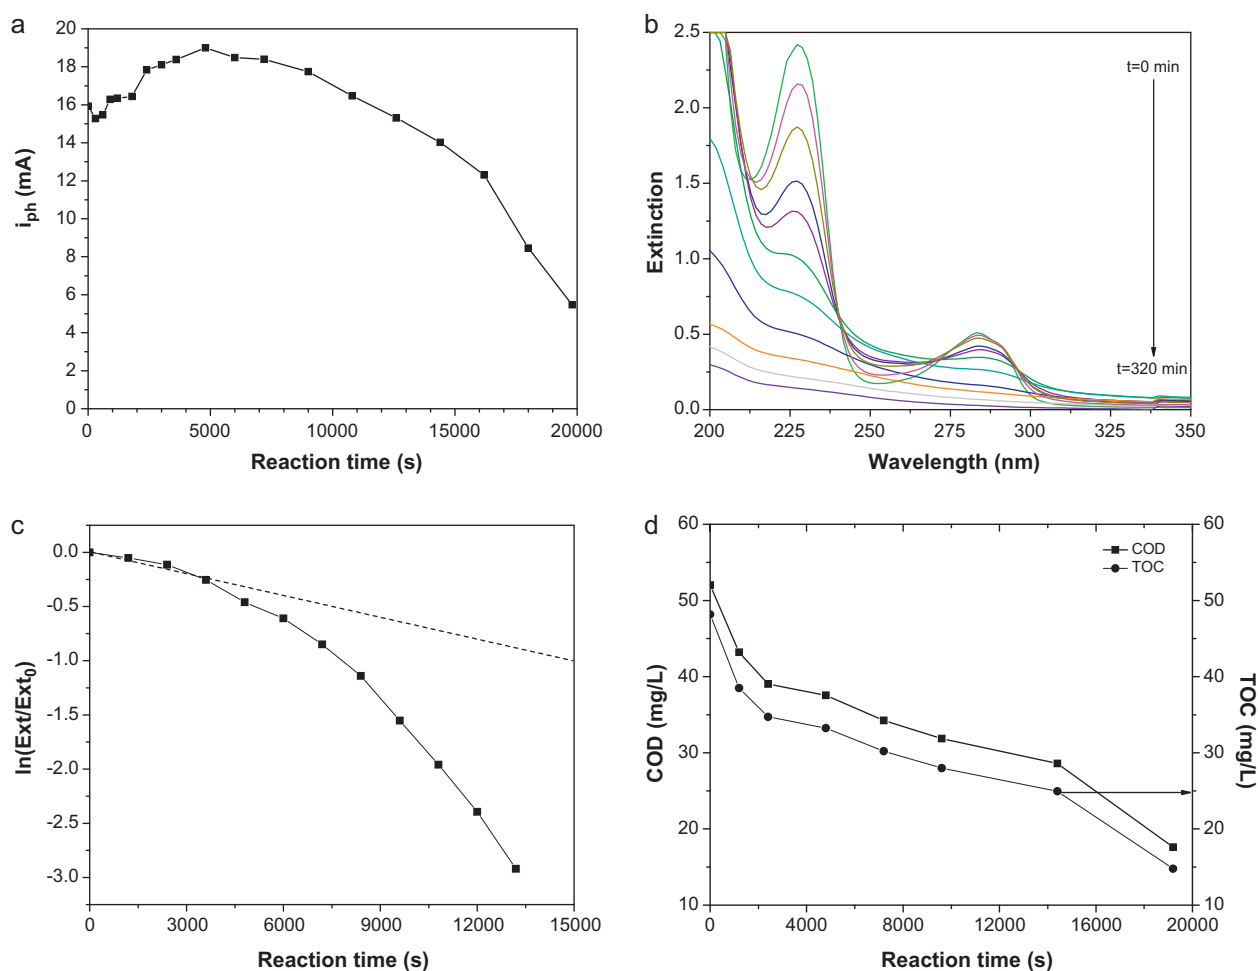 a
20
18
16
14
12
10
8
6
4
2
0
i_ph (mA)
0 5000 10000 15000 20000
Reaction time (s)
b
2.5
2.0
1.5
1.0
0.5
0.0
Extinction
t=0 min
t=320 min
200 225 250 275 300 325 350
Wavelength (nm)
c
0.0
-0.5
-1.0
-1.5
-2.0
-2.5
-3.0
ln(Ext/Ext₀)
0 3000 6000 9000 12000 15000
Reaction time (s)
d
60
50
40
30
20
10
COD (mg/L)
COD
TOC
60
50
40
30
20
10
TOC (mg/L)
0 4000 8000 12000 16000 20000
Reaction time (s)